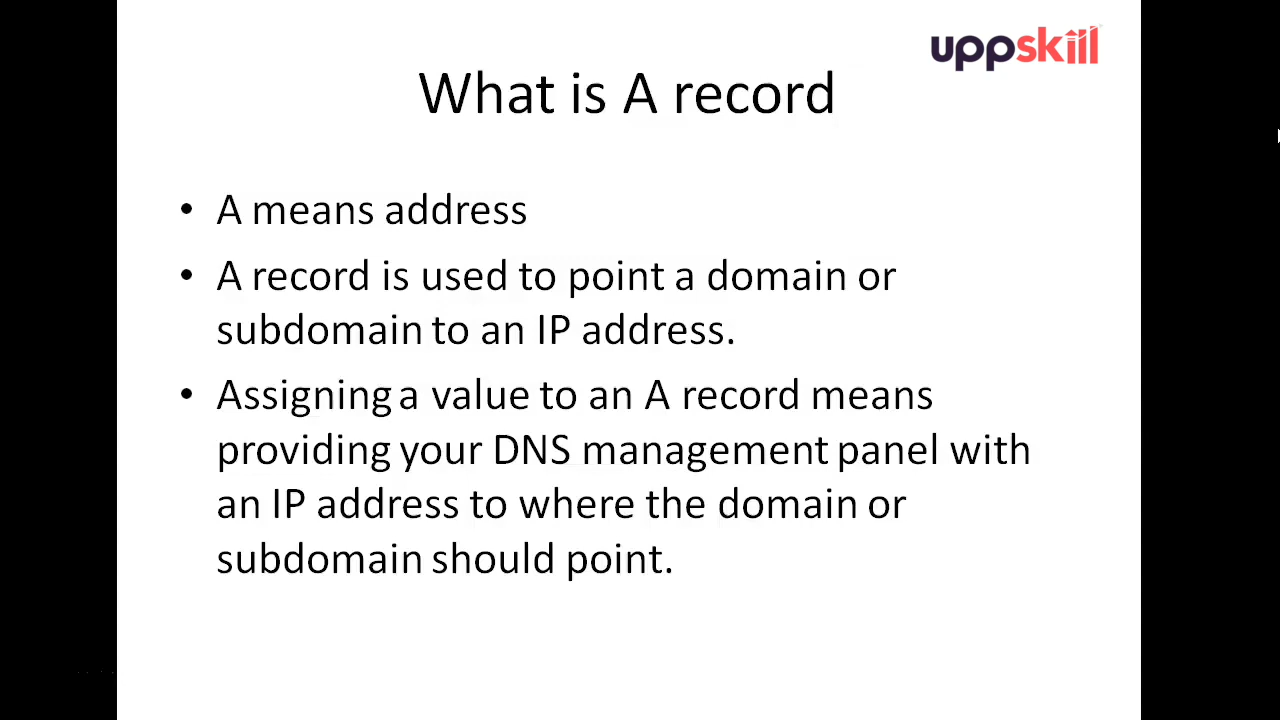 uppskill
What is A record
• A means address
• A record is used to point a domain or
subdomain to an IP address.
• Assigning a value to an A record means
providing your DNS management panel with
an IP address to where the domain or
subdomain should point.